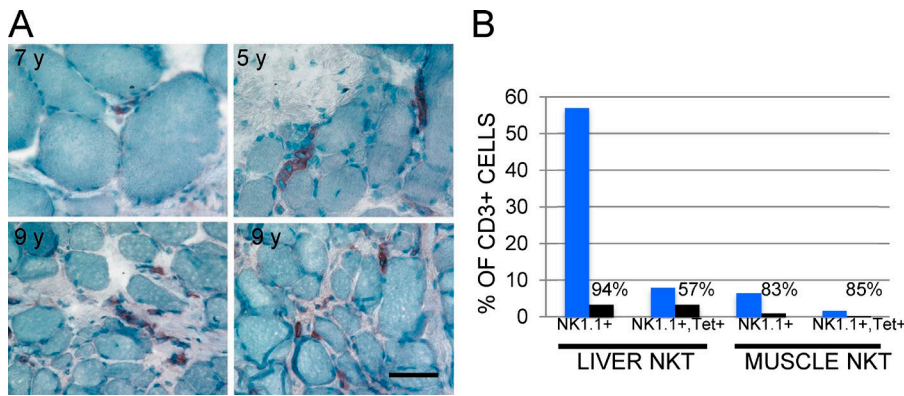 A
7 y
5 y
9 y
9 y
B
% OF CD3+ CELLS
60
50
40
30
20
10
0
94%
57%
83%
85%
NK1.1+
NK1.1+,Tet+
NK1.1+
NK1.1+,Tet+
LIVER NKT
MUSCLE NKT